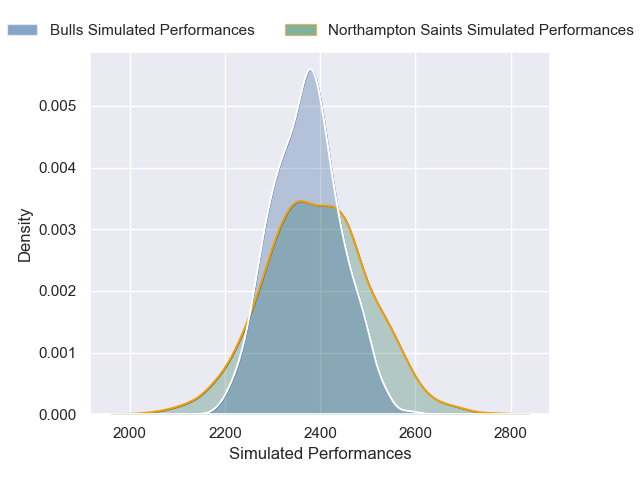 Bulls Simulated Performances
Northampton Saints Simulated Performances
0.005
0.004
0.003
0.002
0.001
0.000
Density
2000 2200 2400 2600 2800
Simulated Performances